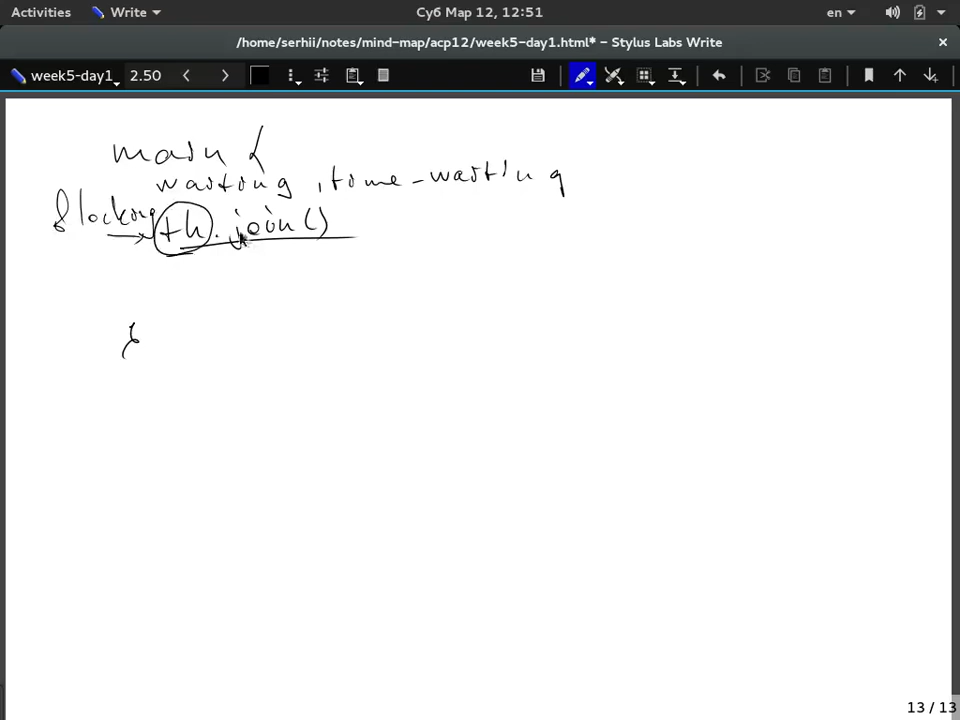 Activities Write Суб Мар 12, 12:51 en
/home/serhii/notes/mind-map/acp12/week5-day1.html* – Stylus Labs Write ×
week5-day1 2.50
main {
waiting, time-waiting
Blocking th.join()
}
13 / 13